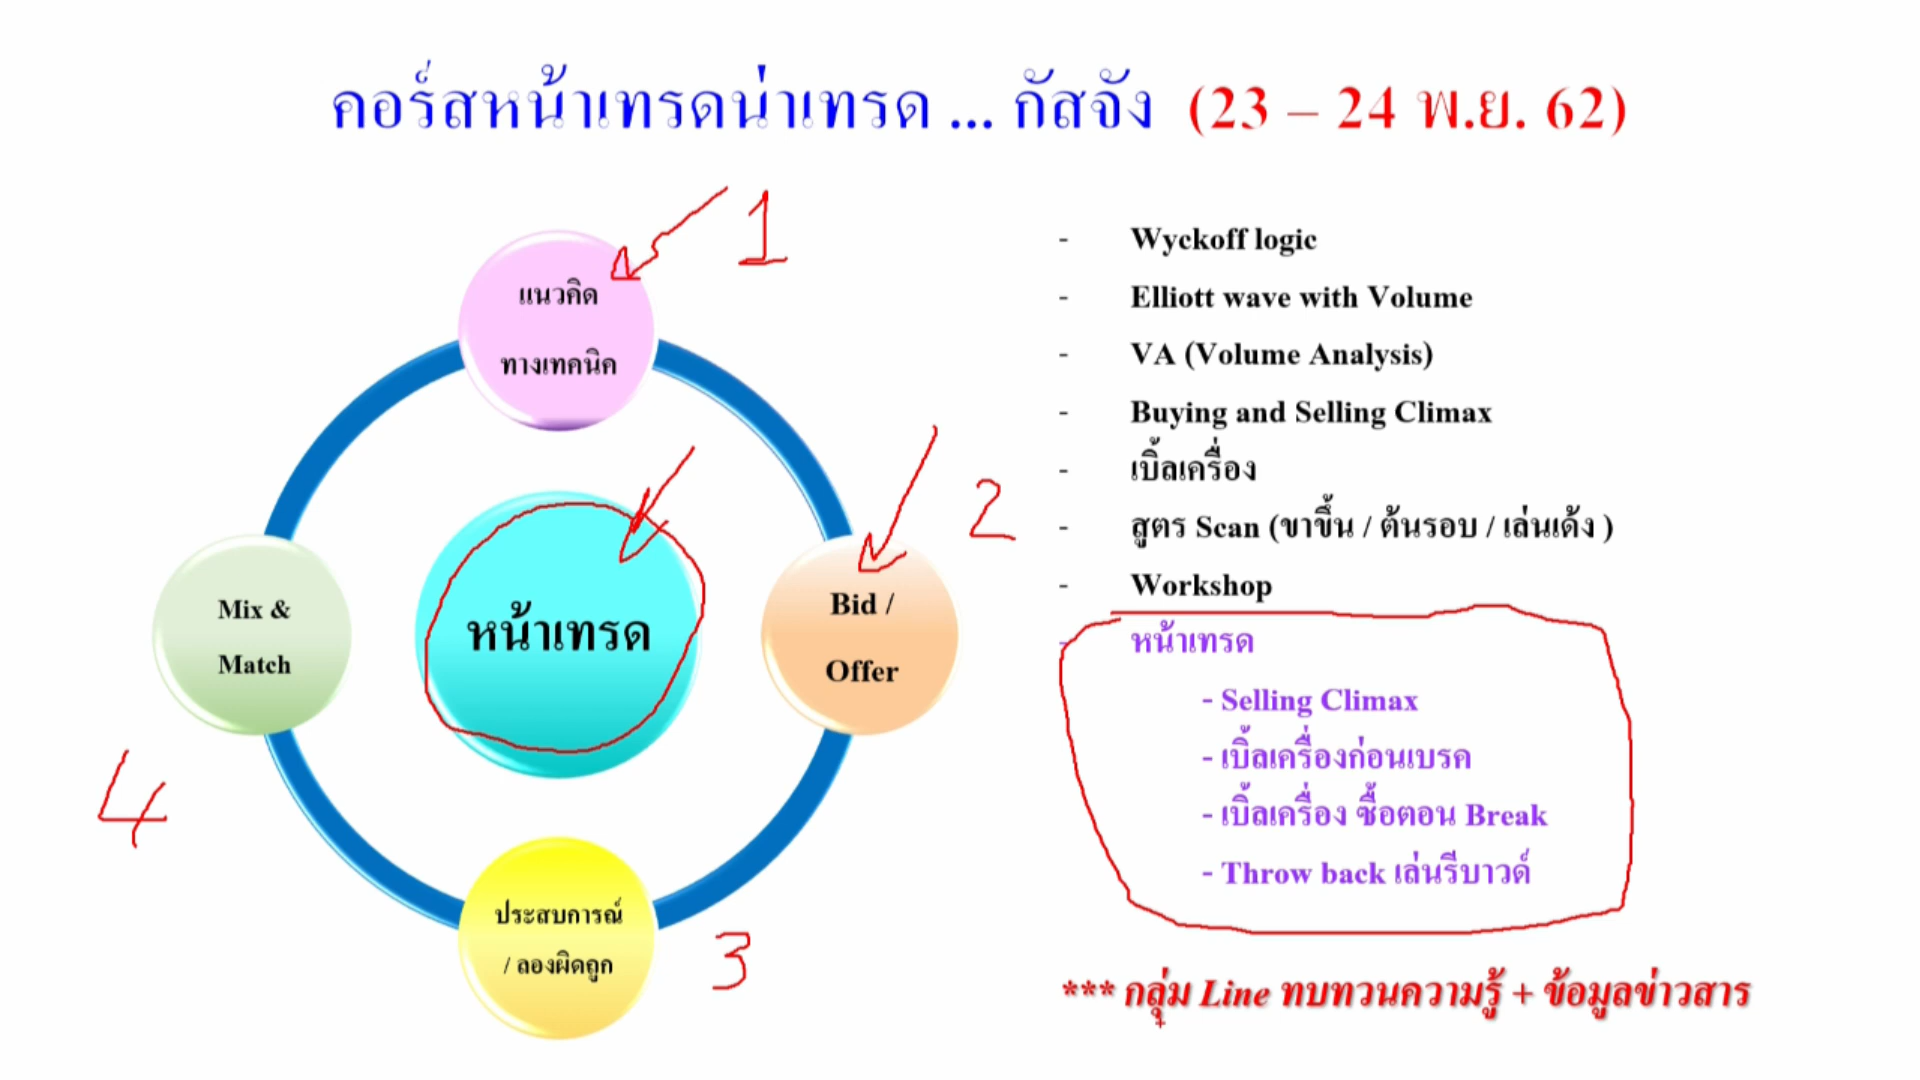 คอร์สหน้าเทรดน่าเทรด ... กัสจัง (23 – 24 พ.ย. 62)
1
แนวคิด
ทางเทคนิค
2
Bid /
Offer
หน้าเทรด
Mix &
Match
4
ประสบการณ์
/ ลองผิดถูก
3
- Wyckoff logic
- Elliott wave with Volume
- VA (Volume Analysis)
- Buying and Selling Climax
- เบิ้ลเครื่อง
- สูตร Scan (ขาขึ้น / ต้นรอบ / เล่นเด้ง )
- Workshop
- หน้าเทรด
- Selling Climax
- เบิ้ลเครื่องก่อนเบรค
- เบิ้ลเครื่อง ซื้อตอน Break
- Throw back เล่นรีบาวด์
*** กลุ่ม Line ทบทวนความรู้ + ข้อมูลข่าวสาร